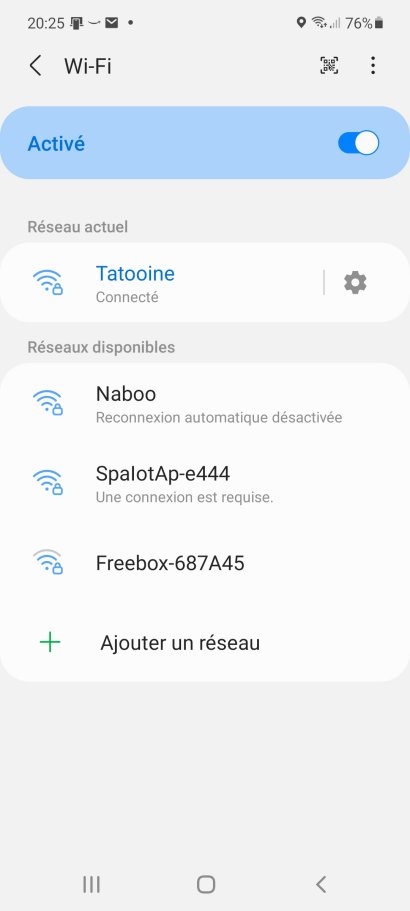 20:25
76%
Wi-Fi
Activé
Réseau actuel
Tatooine
Connecté
Réseaux disponibles
Naboo
Reconnexion automatique désactivée
SpaIotAp-e444
Une connexion est requise.
Freebox-687A45
Ajouter un réseau